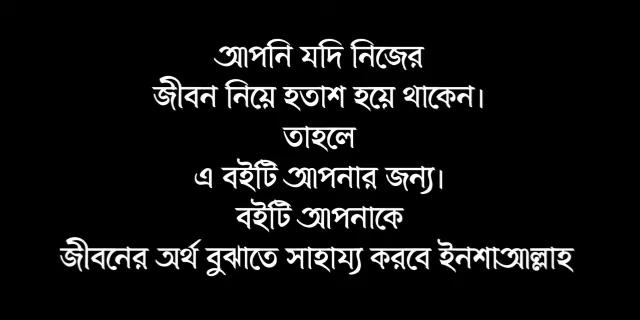 আপনি যদি নিজের
জীবন নিয়ে হতাশ হয়ে থাকেন।
তাহলে
এ বইটি আপনার জন্য।
বইটি আপনাকে
জীবনের অর্থ বুঝাতে সাহায্য করবে ইনশাআল্লাহ